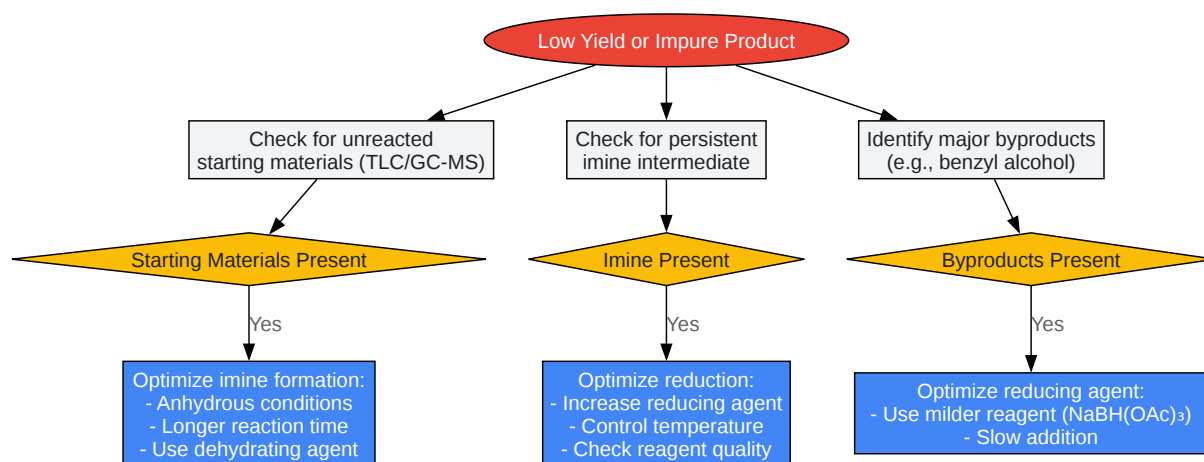 Low Yield or Impure Product
Check for unreacted
starting materials (TLC/GC-MS)
Check for persistent
imine intermediate
Identify major byproducts
(e.g., benzyl alcohol)
Starting Materials Present
Imine Present
Byproducts Present
Yes
Yes
Yes
Optimize imine formation:
- Anhydrous conditions
- Longer reaction time
- Use dehydrating agent
Optimize reduction:
- Increase reducing agent
- Control temperature
- Check reagent quality
Optimize reducing agent:
- Use milder reagent (NaBH(OAc)₃)
- Slow addition